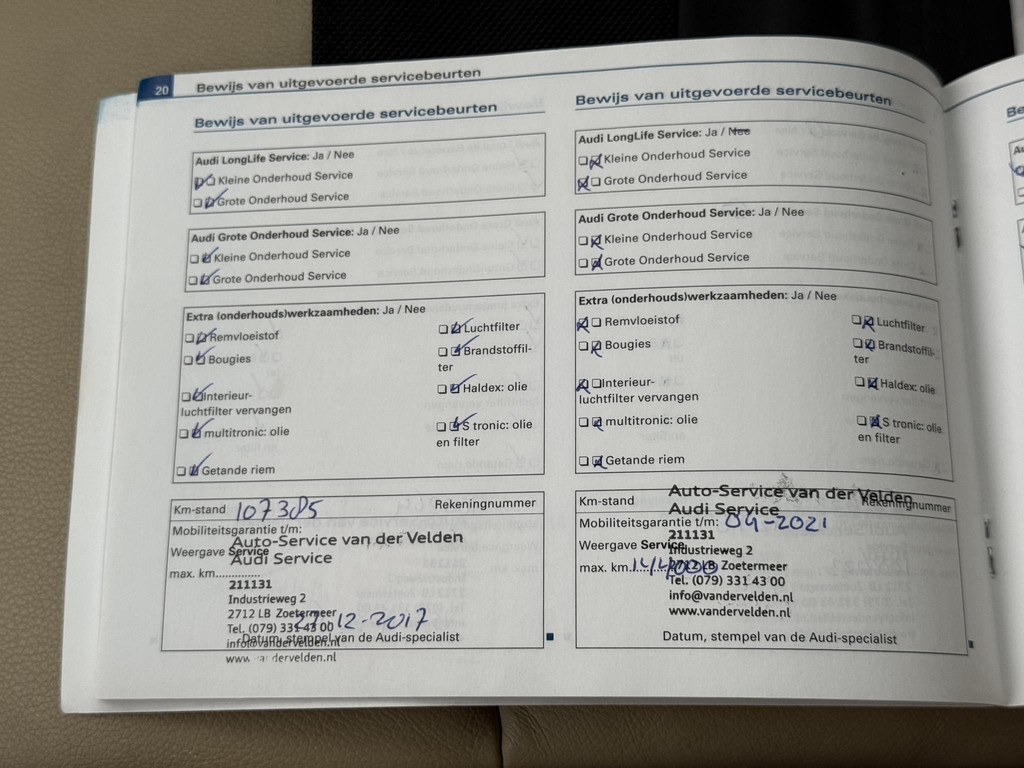 20
Bewijs van uitgevoerde servicebeurten
Bewijs van uitgevoerde servicebeurten
Audi LongLife Service: Ja / Nee
Kleine Onderhoud Service
Grote Onderhoud Service
Audi Grote Onderhoud Service: Ja / Nee
Kleine Onderhoud Service
Grote Onderhoud Service
Extra (onderhouds)werkzaamheden: Ja / Nee
Remvloeistof
Luchtfilter
Bougies
Brandstoffil-
ter
Interieur-
luchtfilter vervangen
Haldex: olie
multitronic: olie
S tronic: olie
en filter
Getande riem
Km-stand 107385
Rekeningnummer
Mobiliteitsgarantie t/m:
Auto-Service van der Velden
Weergave Service
Audi Service
max. km..............
211131
Industrieweg 2
2712 LB Zoetermeer
Tel. (079) 331 43 00
27-12-2017
info@vandervelden.nl
Datum, stempel van de Audi-specialist
www.vandervelden.nl
Bewijs van uitgevoerde servicebeurten
Audi LongLife Service: Ja / Nee
Kleine Onderhoud Service
Grote Onderhoud Service
Audi Grote Onderhoud Service: Ja / Nee
Kleine Onderhoud Service
Grote Onderhoud Service
Extra (onderhouds)werkzaamheden: Ja / Nee
Remvloeistof
Luchtfilter
Bougies
Brandstoffil-
ter
Interieur-
luchtfilter vervangen
Haldex: olie
multitronic: olie
S tronic: olie
en filter
Getande riem
Km-stand
Auto-Service van der Velden
Rekeningnummer
Audi Service
Mobiliteitsgarantie t/m: 04-2021
211131
Weergave Service
Industrieweg 2
max. km. 144000
2712 LB Zoetermeer
Tel. (079) 331 43 00
info@vandervelden.nl
www.vandervelden.nl
Datum, stempel van de Audi-specialist